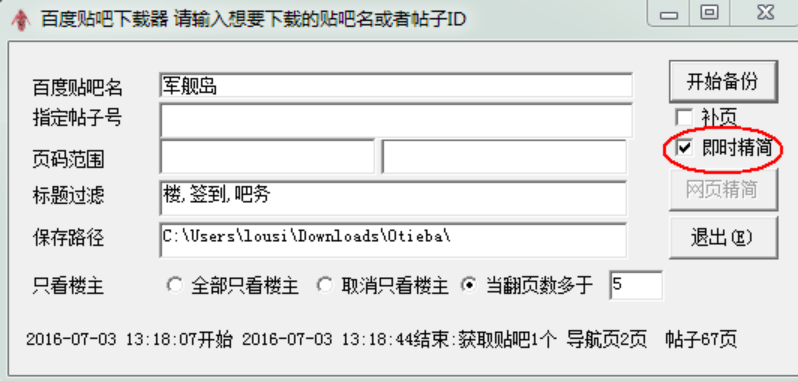 百度贴吧下载器 请输入想要下载的贴吧名或者帖子ID
百度贴吧名 军舰岛 开始备份
指定帖子号 补页
页码范围 即时精简
标题过滤 楼,签到,吧务 网页精简
保存路径 C:\Users\lousi\Downloads\Otieba\ 退出(E)
只看楼主 全部只看楼主 取消只看楼主 当翻页数多于 5
2016-07-03 13:18:07开始 2016-07-03 13:18:44结束:获取贴吧1个 导航页2页 帖子67页